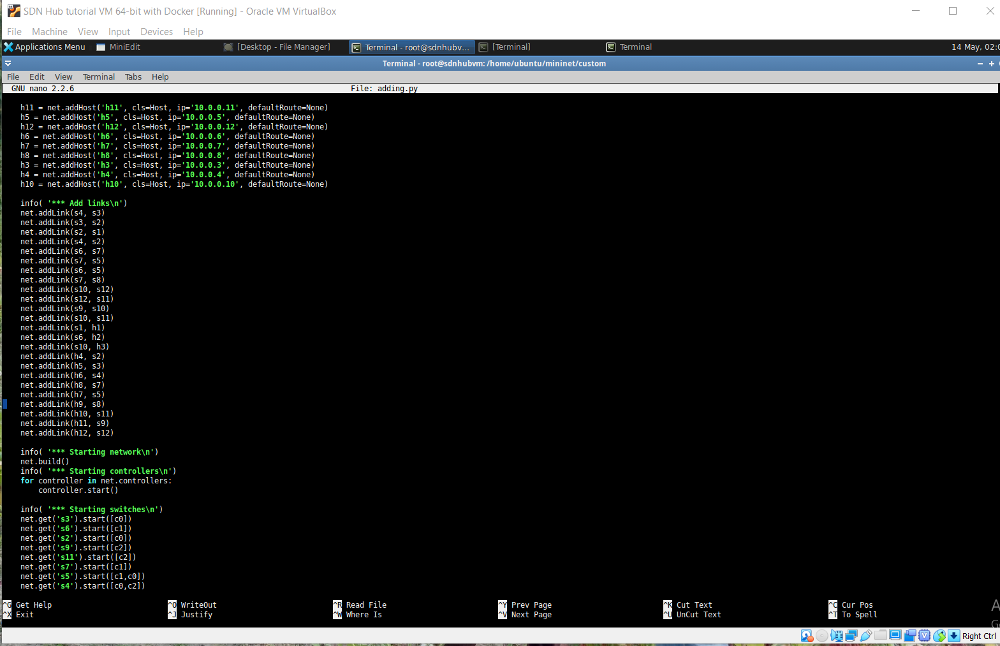 SDN Hub tutorial VM 64-bit with Docker [Running] - Oracle VM VirtualBox
File Machine View Input Devices Help
Applications Menu MiniEdit [Desktop - File Manager] Terminal - root@sdnhubv... [Terminal] Terminal 14 May, 02:
Terminal - root@sdnhubvm: /home/ubuntu/mininet/custom
File Edit View Terminal Tabs Help
GNU nano 2.2.6 File: adding.py
h11 = net.addHost('h11', cls=Host, ip='10.0.0.11', defaultRoute=None)
h5 = net.addHost('h5', cls=Host, ip='10.0.0.5', defaultRoute=None)
h12 = net.addHost('h12', cls=Host, ip='10.0.0.12', defaultRoute=None)
h6 = net.addHost('h6', cls=Host, ip='10.0.0.6', defaultRoute=None)
h7 = net.addHost('h7', cls=Host, ip='10.0.0.7', defaultRoute=None)
h8 = net.addHost('h8', cls=Host, ip='10.0.0.8', defaultRoute=None)
h3 = net.addHost('h3', cls=Host, ip='10.0.0.3', defaultRoute=None)
h4 = net.addHost('h4', cls=Host, ip='10.0.0.4', defaultRoute=None)
h10 = net.addHost('h10', cls=Host, ip='10.0.0.10', defaultRoute=None)
info( '*** Add links\n')
net.addLink(s4, s3)
net.addLink(s3, s2)
net.addLink(s2, s1)
net.addLink(s4, s2)
net.addLink(s6, s7)
net.addLink(s7, s5)
net.addLink(s6, s5)
net.addLink(s7, s8)
net.addLink(s10, s12)
net.addLink(s12, s11)
net.addLink(s9, s10)
net.addLink(s10, s11)
net.addLink(s1, h1)
net.addLink(s6, h2)
net.addLink(s10, h3)
net.addLink(h4, s2)
net.addLink(h5, s3)
net.addLink(h6, s4)
net.addLink(h8, s7)
net.addLink(h7, s5)
net.addLink(h9, s8)
net.addLink(h10, s11)
net.addLink(h11, s9)
net.addLink(h12, s12)
info( '*** Starting network\n')
net.build()
info( '*** Starting controllers\n')
for controller in net.controllers:
controller.start()
info( '*** Starting switches\n')
net.get('s3').start([c0])
net.get('s6').start([c1])
net.get('s2').start([c0])
net.get('s9').start([c2])
net.get('s11').start([c2])
net.get('s7').start([c1])
net.get('s5').start([c1,c0])
net.get('s4').start([c0,c2])
^G Get Help ^O WriteOut ^R Read File ^Y Prev Page ^K Cut Text ^C Cur Pos
^X Exit ^J Justify ^W Where Is ^V Next Page ^U UnCut Text ^T To Spell
Right Ctrl